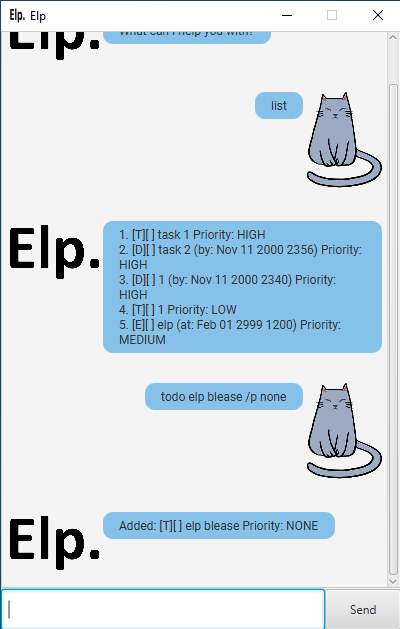 Elp. Elp
Elp.
What can I help you with?
list
Elp.
1. [T][ ] task 1 Priority: HIGH
2. [D][ ] task 2 (by: Nov 11 2000 2356) Priority:
HIGH
3. [D][ ] 1 (by: Nov 11 2000 2340) Priority:
HIGH
4. [T][ ] 1 Priority: LOW
5. [E][ ] elp (at: Feb 01 2999 1200) Priority:
MEDIUM
todo elp blease /p none
Elp.
Added: [T][ ] elp blease Priority: NONE
Send